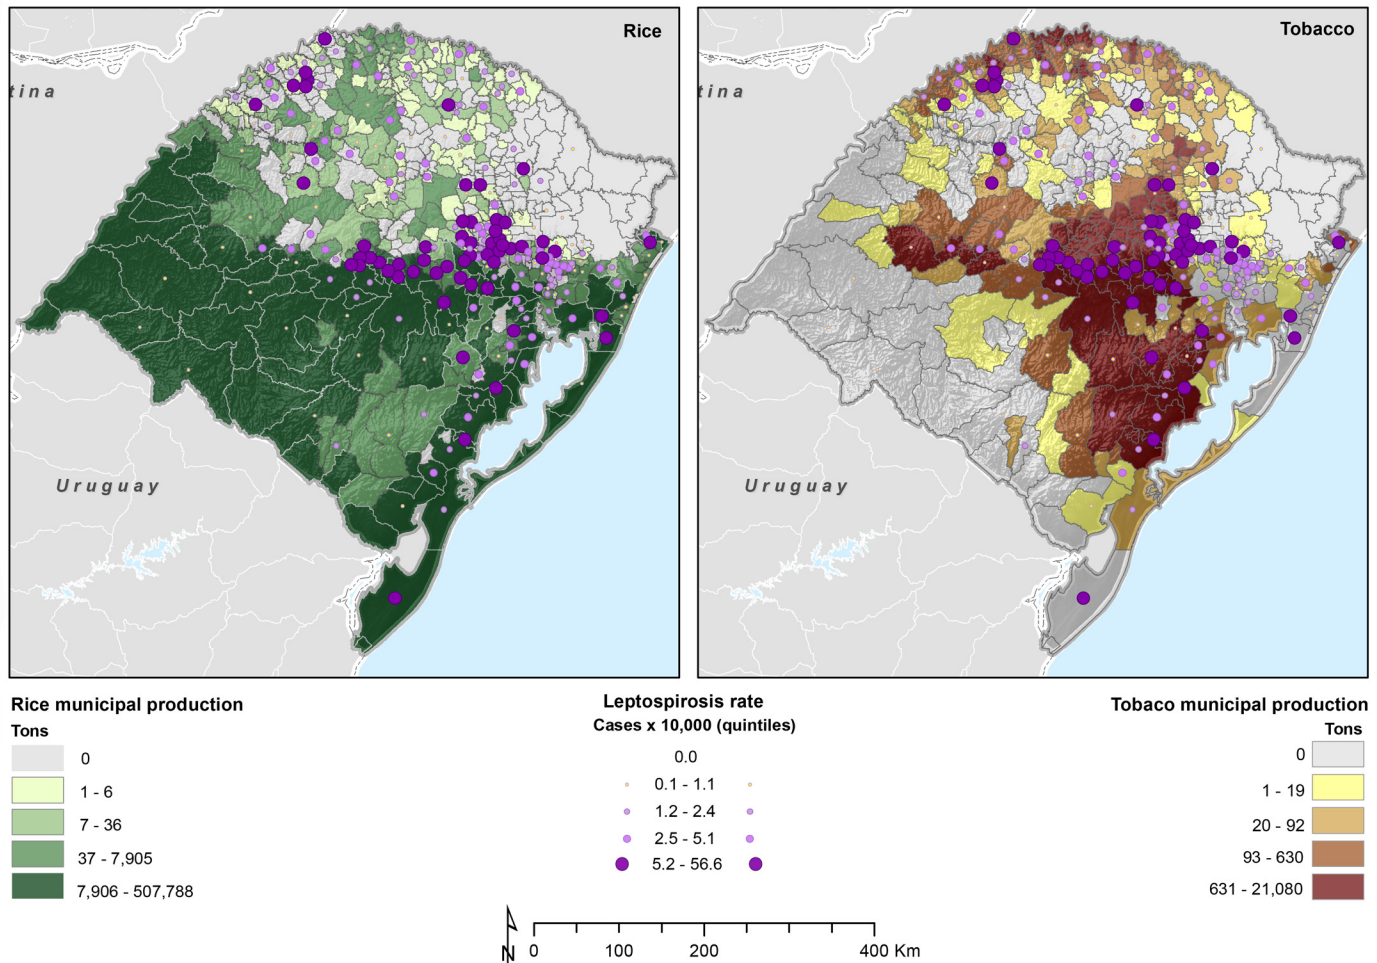 Rice
tina
Uruguay
Tobacco
tina
Uruguay
Rice municipal production
Tons
0
1 - 6
7 - 36
37 - 7,905
7,906 - 507,788
Leptospirosis rate
Cases x 10,000 (quintiles)
0.0
0.1 - 1.1
1.2 - 2.4
2.5 - 5.1
5.2 - 56.6
Tobaco municipal production
Tons
0
1 - 19
20 - 92
93 - 630
631 - 21,080
N
0 100 200 400 Km